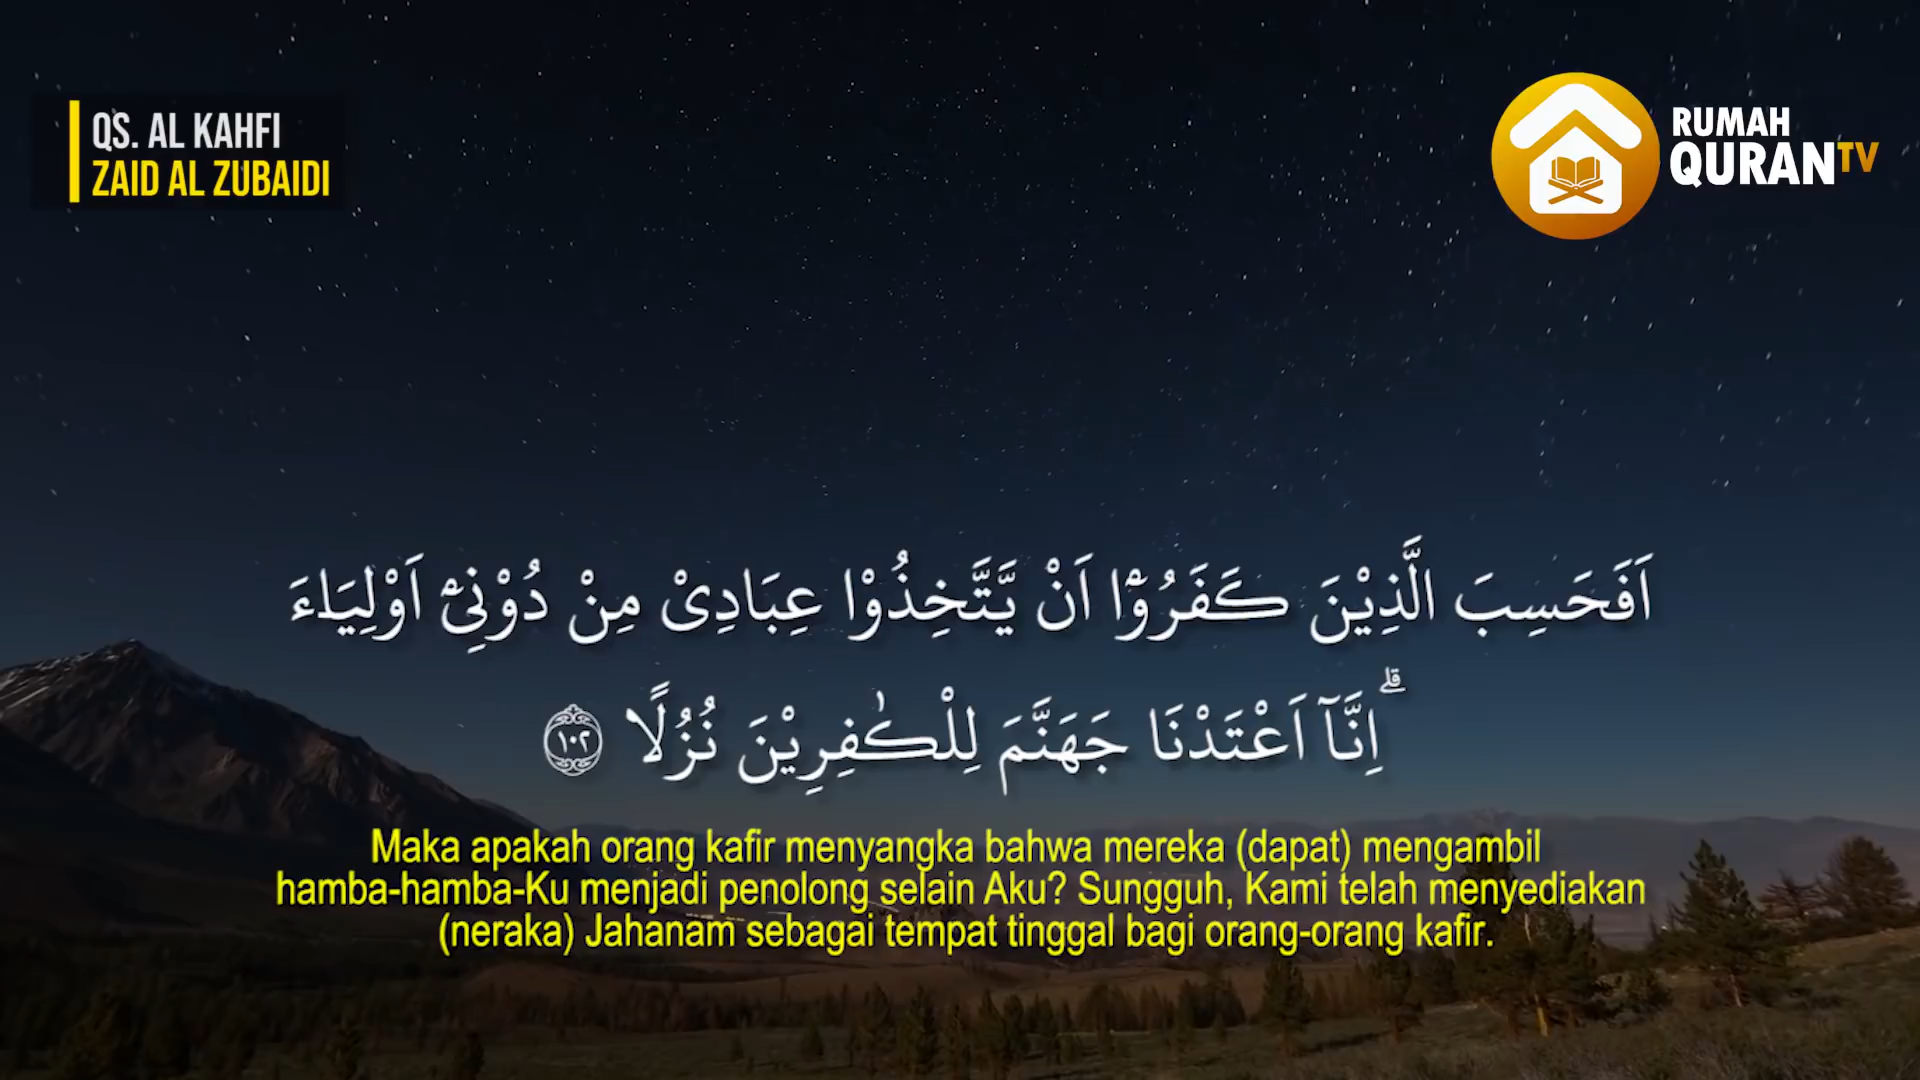 QS. AL KAHFI
ZAID AL ZUBAIDI
RUMAH
QURANTV
اَفَحَسِبَ الَّذِيْنَ كَفَرُوْٓا اَنْ يَّتَّخِذُوْا عِبَادِيْ مِنْ دُوْنِيْٓ اَوْلِيَاۤءَ
ۗ اِنَّآ اَعْتَدْنَا جَهَنَّمَ لِلْكٰفِرِيْنَ نُزُلًا ١٠٢
Maka apakah orang kafir menyangka bahwa mereka (dapat) mengambil
hamba-hamba-Ku menjadi penolong selain Aku? Sungguh, Kami telah menyediakan
(neraka) Jahanam sebagai tempat tinggal bagi orang-orang kafir.